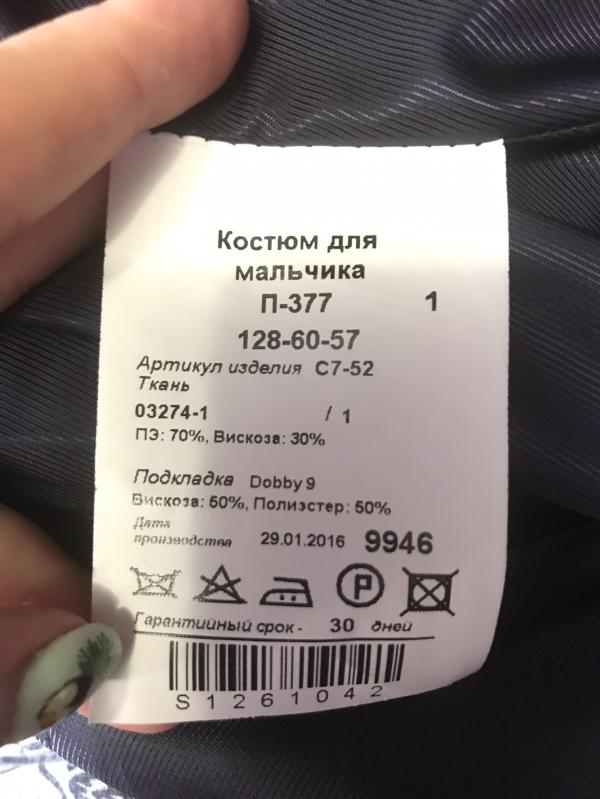 Костюм для
мальчика
П-377 1
128-60-57
Артикул изделия С7-52
Ткань
03274-1 / 1
ПЭ: 70%, Вискоза: 30%
Подкладка Dobby 9
Вискоза: 50%, Полиэстер: 50%
Дата
производства 29.01.2016 9946
P
Гарантийный срок - 30 дней
S1261042